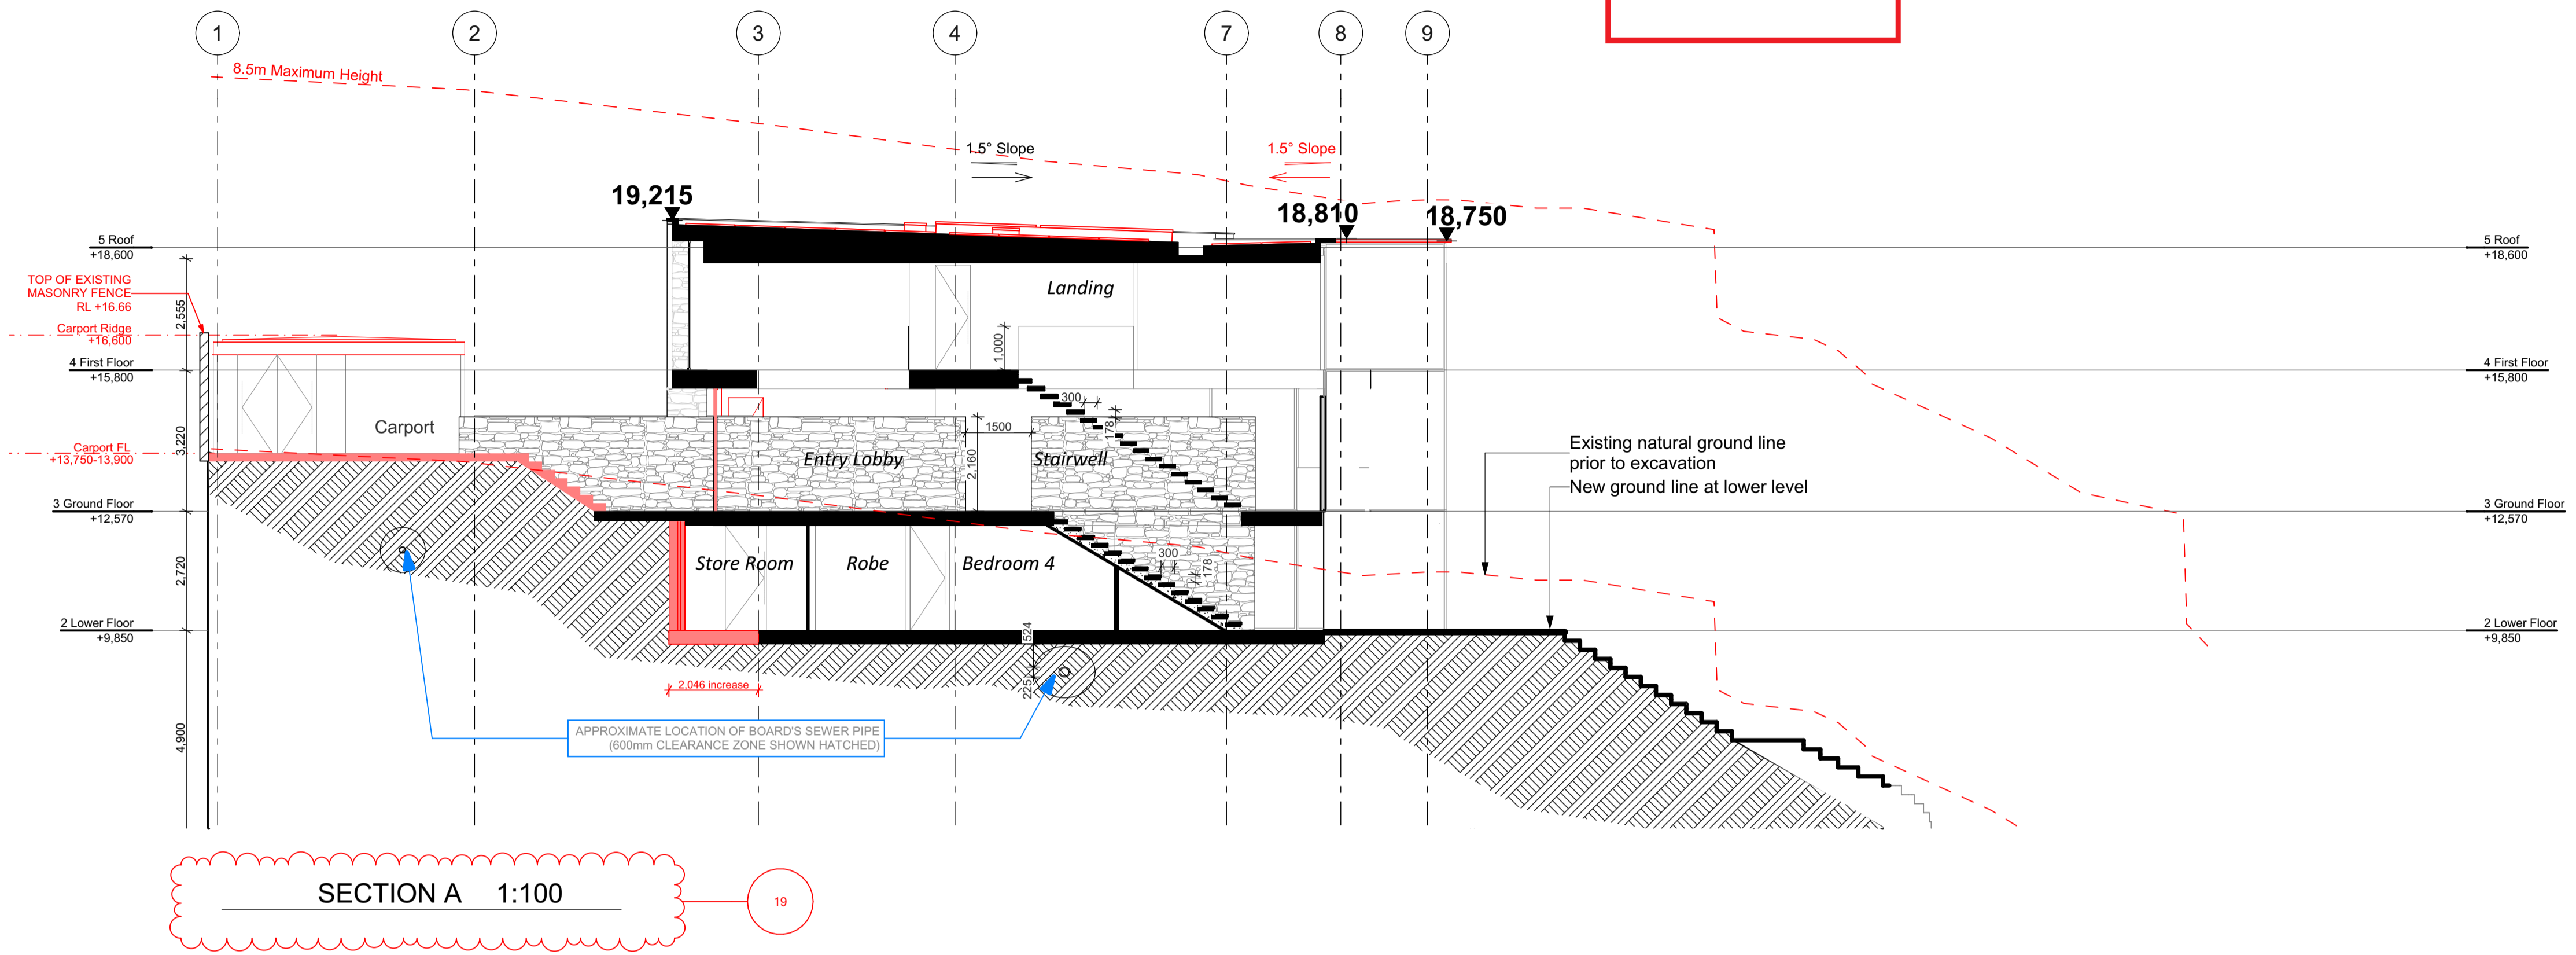 1
2
3
4
7
8
9
8.5m Maximum Height
1.5° Slope
1.5° Slope
19,215
18,810
18,750
5 Roof
+18,600
5 Roof
+18,600
TOP OF EXISTING
MASONRY FENCE
RL +16.66
2,555
Landing
Carport Ridge
+16,600
1,000
4 First Floor
+15,800
4 First Floor
+15,800
300
178
Carport
1500
3,220
Carport FL
+13,750-13,900
Entry Lobby
2,160
Stairwell
Existing natural ground line
prior to excavation
New ground line at lower level
3 Ground Floor
+12,570
3 Ground Floor
+12,570
2,720
Store Room
Robe
Bedroom 4
300
178
2 Lower Floor
+9,850
2 Lower Floor
+9,850
524
225
2,046 increase
4,900
APPROXIMATE LOCATION OF BOARD'S SEWER PIPE
(600mm CLEARANCE ZONE SHOWN HATCHED)
SECTION A 1:100
19